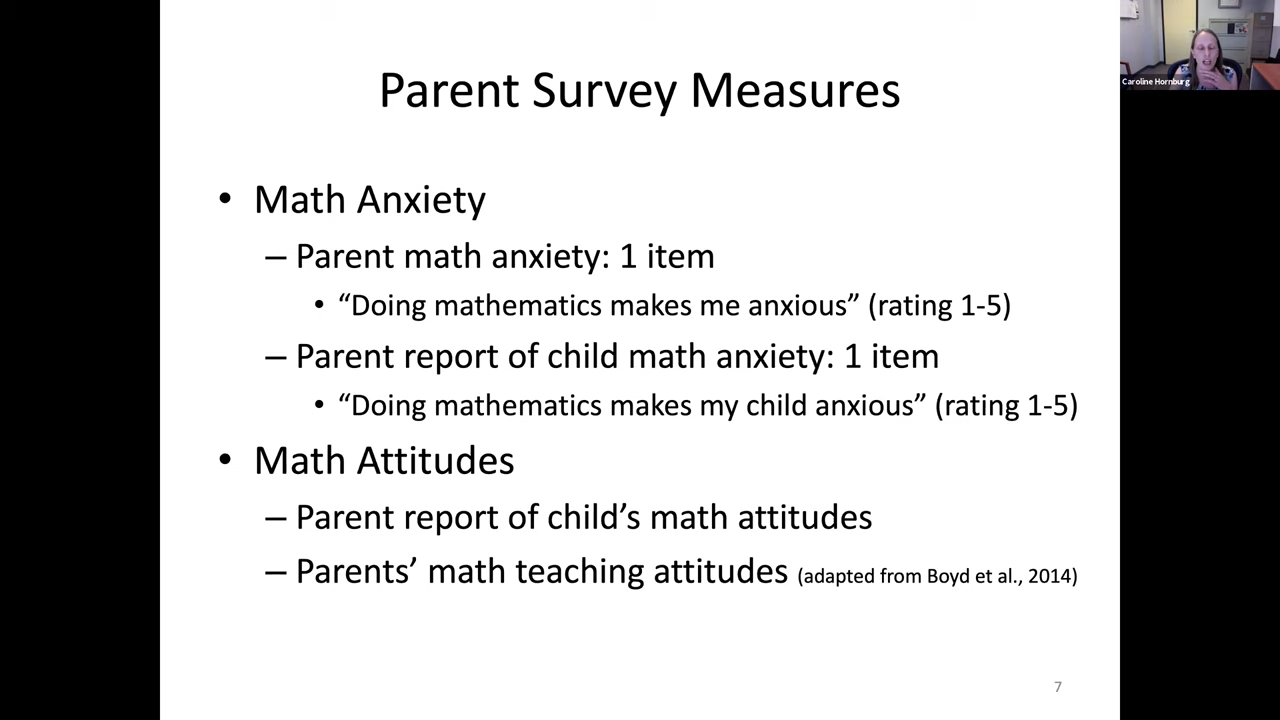 Parent Survey Measures
• Math Anxiety
– Parent math anxiety: 1 item
• “Doing mathematics makes me anxious” (rating 1-5)
– Parent report of child math anxiety: 1 item
• “Doing mathematics makes my child anxious” (rating 1-5)
• Math Attitudes
– Parent report of child’s math attitudes
– Parents’ math teaching attitudes (adapted from Boyd et al., 2014)
7
Caroline Hornburg